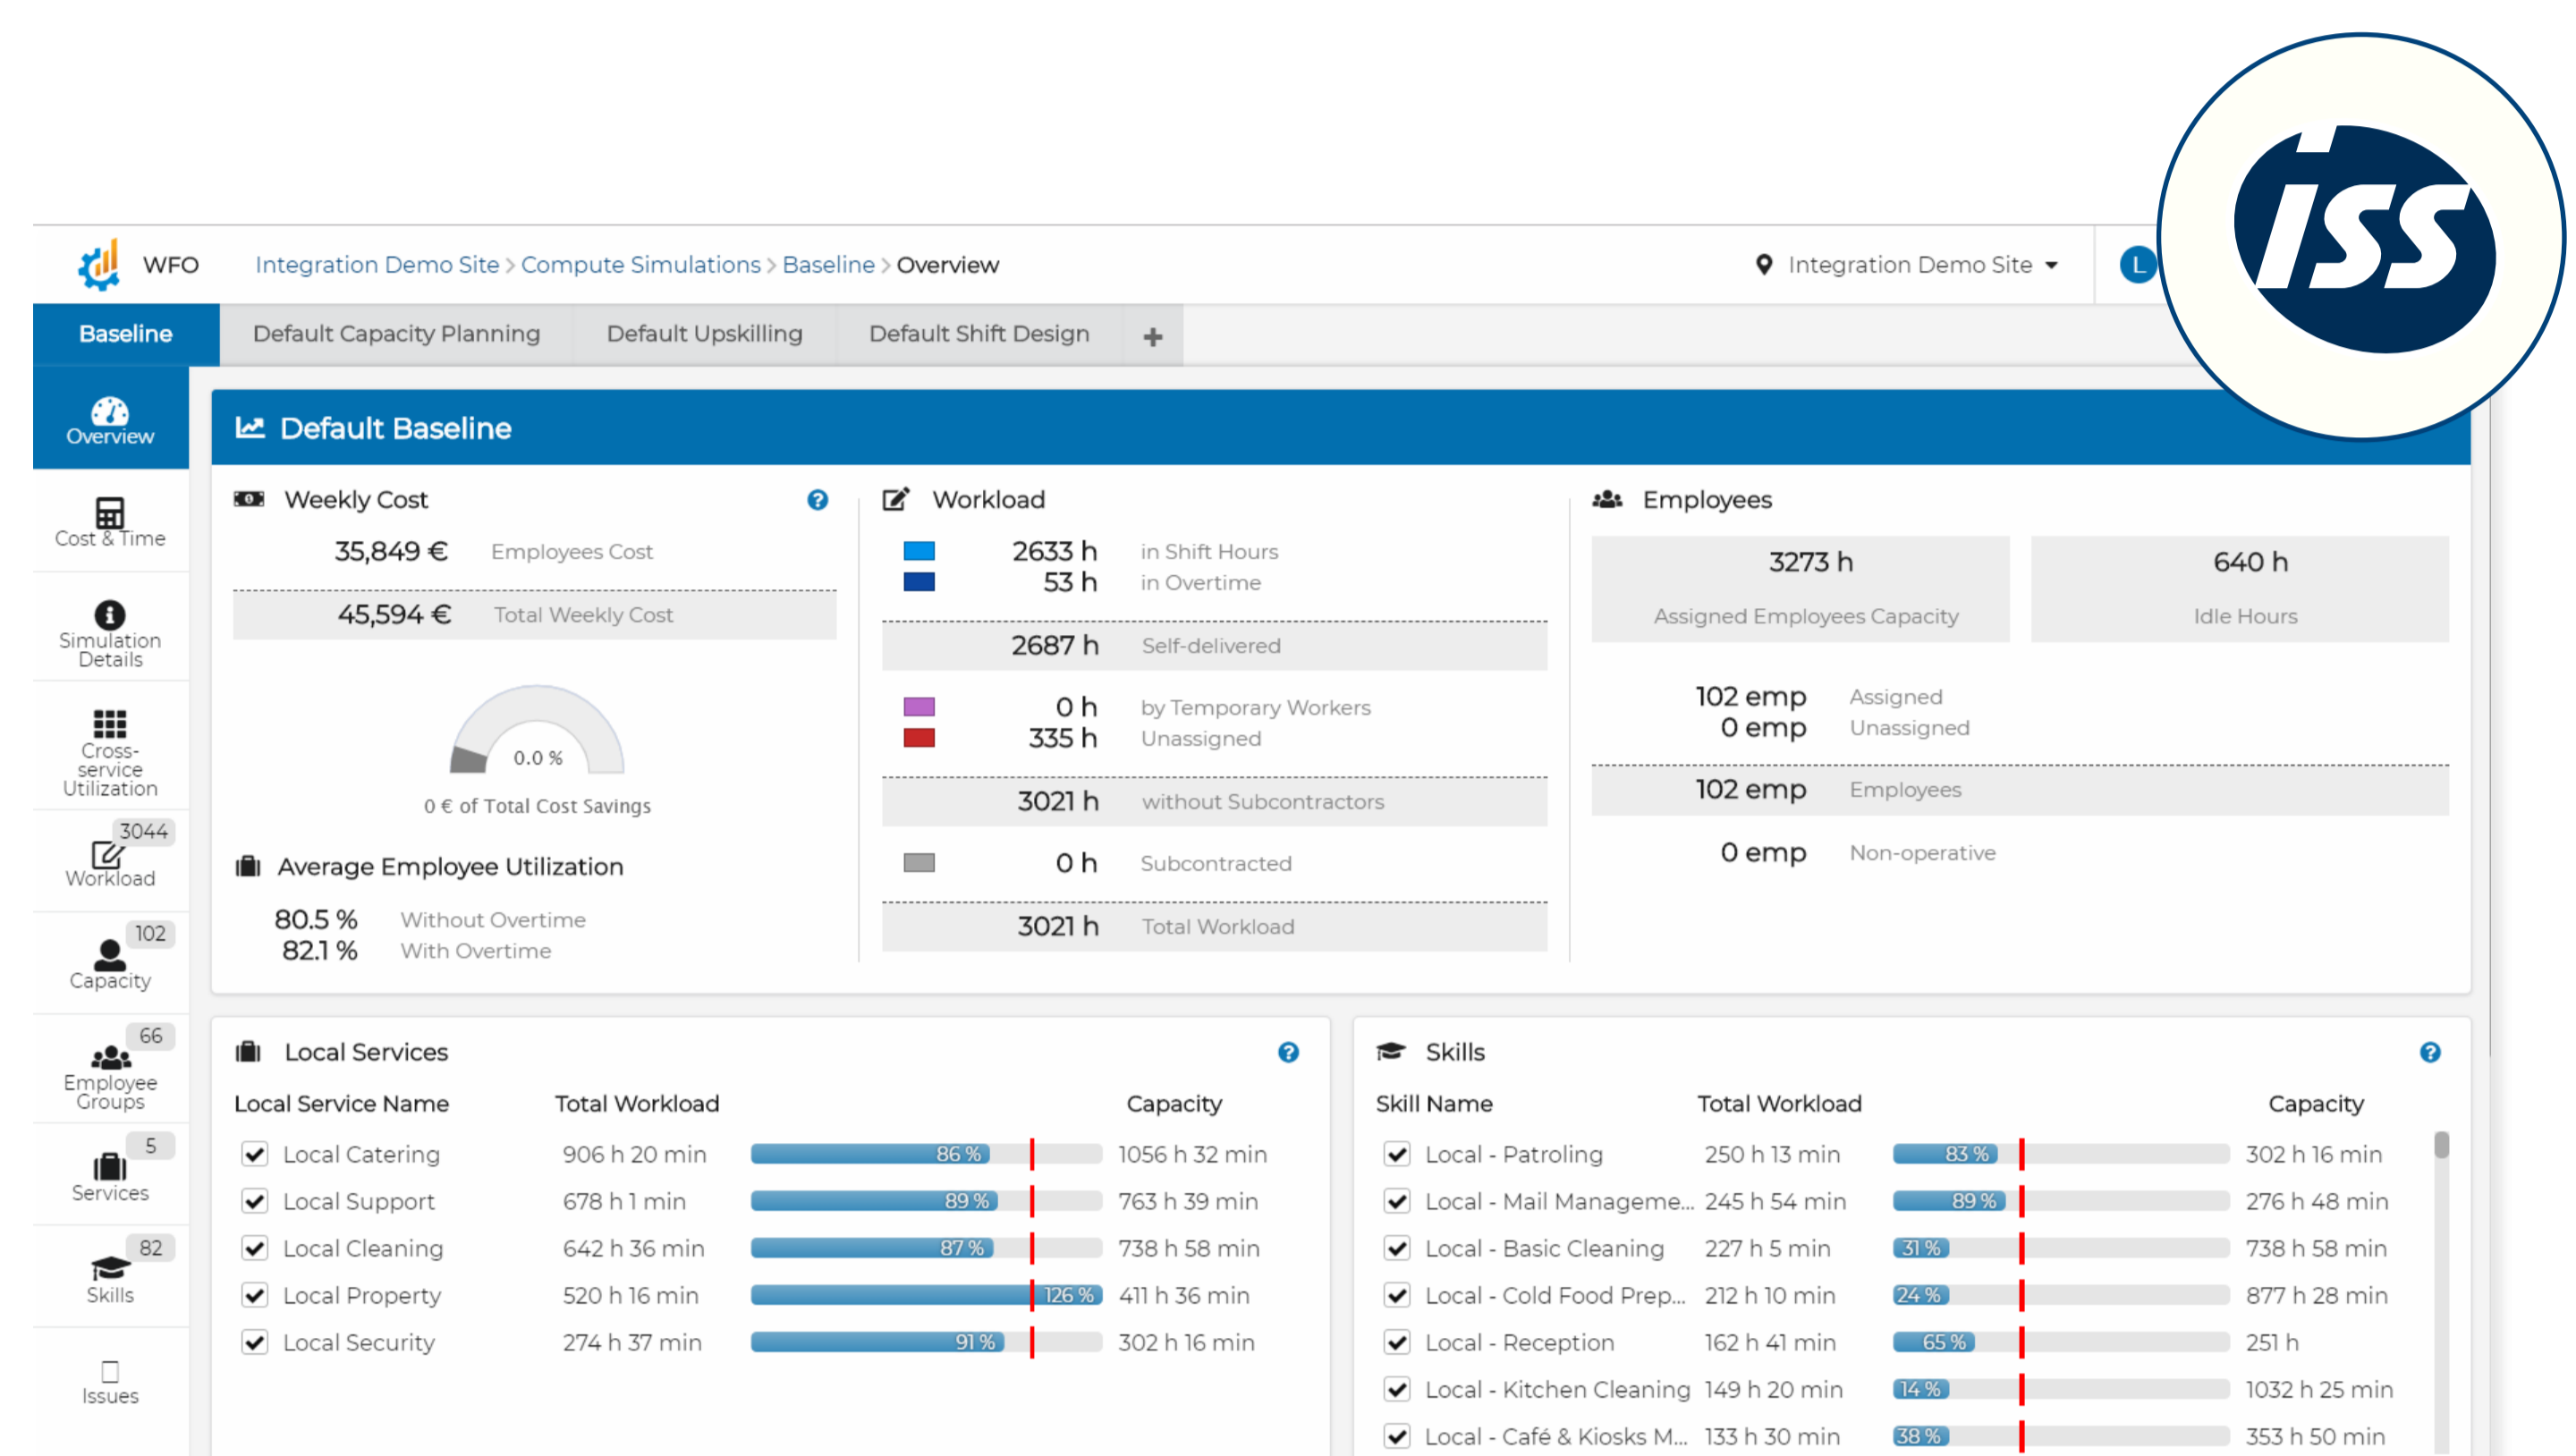 iss
WFO
Integration Demo Site > Compute Simulations > Baseline > Overview
Integration Demo Site
L
Baseline
Default Capacity Planning
Default Upskilling
Default Shift Design
+
Overview
Cost & Time
Simulation
Details
Cross-
service
Utilization
3044
Workload
102
Capacity
66
Employee
Groups
5
Services
82
Skills
Issues
Default Baseline
Weekly Cost
?
35,849 € Employees Cost
45,594 € Total Weekly Cost
0.0 %
0 € of Total Cost Savings
Average Employee Utilization
80.5 % Without Overtime
82.1 % With Overtime
Workload
2633 h in Shift Hours
53 h in Overtime
2687 h Self-delivered
0 h by Temporary Workers
335 h Unassigned
3021 h without Subcontractors
0 h Subcontracted
3021 h Total Workload
Employees
3273 h
Assigned Employees Capacity
640 h
Idle Hours
102 emp Assigned
0 emp Unassigned
102 emp Employees
0 emp Non-operative
Local Services
?
Local Service Name Total Workload Capacity
Local Catering 906 h 20 min 86 % 1056 h 32 min
Local Support 678 h 1 min 89 % 763 h 39 min
Local Cleaning 642 h 36 min 87 % 738 h 58 min
Local Property 520 h 16 min 126 % 411 h 36 min
Local Security 274 h 37 min 91 % 302 h 16 min
Skills
?
Skill Name Total Workload Capacity
Local - Patroling 250 h 13 min 83 % 302 h 16 min
Local - Mail Manageme... 245 h 54 min 89 % 276 h 48 min
Local - Basic Cleaning 227 h 5 min 31 % 738 h 58 min
Local - Cold Food Prep... 212 h 10 min 24 % 877 h 28 min
Local - Reception 162 h 41 min 65 % 251 h
Local - Kitchen Cleaning 149 h 20 min 14 % 1032 h 25 min
Local - Café & Kiosks M... 133 h 30 min 38 % 353 h 50 min